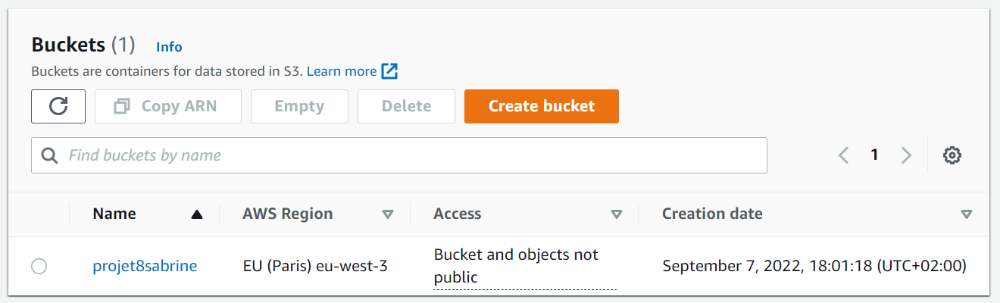 Buckets (1) Info
Buckets are containers for data stored in S3. Learn more
Copy ARN Empty Delete Create bucket
Find buckets by name 1
Name AWS Region Access Creation date
projet8sabrine EU (Paris) eu-west-3 Bucket and objects not September 7, 2022, 18:01:18 (UTC+02:00)
public